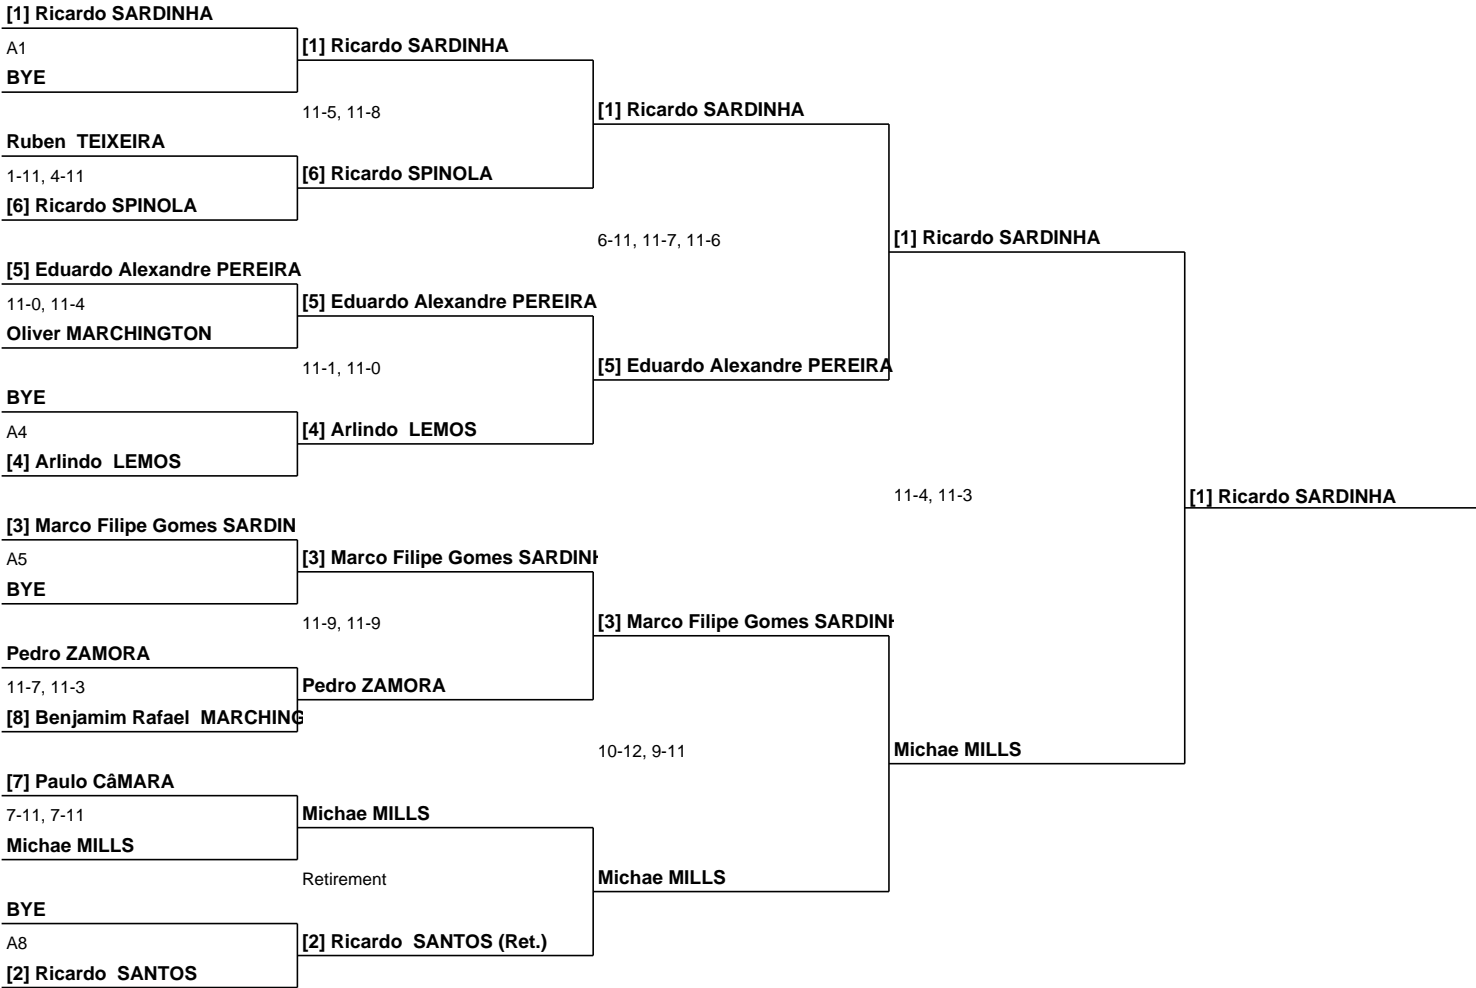 [1] Ricardo SARDINHA
A1
BYE
Ruben  TEIXEIRA
1-11, 4-11
[6] Ricardo SPINOLA
[5] Eduardo Alexandre PEREIRA
11-0, 11-4
Oliver MARCHINGTON
BYE
A4
[4] Arlindo  LEMOS
[3] Marco Filipe Gomes SARDIN
A5
BYE
Pedro ZAMORA
11-7, 11-3
[8] Benjamim Rafael  MARCHING
[7] Paulo CâMARA
7-11, 7-11
Michae MILLS
BYE
A8
[2] Ricardo  SANTOS
[1] Ricardo SARDINHA
11-5, 11-8
[6] Ricardo SPINOLA
[5] Eduardo Alexandre PEREIRA
11-1, 11-0
[4] Arlindo  LEMOS
[3] Marco Filipe Gomes SARDINH
11-9, 11-9
Pedro ZAMORA
Michae MILLS
Retirement
[2] Ricardo  SANTOS (Ret.)
[1] Ricardo SARDINHA
6-11, 11-7, 11-6
[5] Eduardo Alexandre PEREIRA
[3] Marco Filipe Gomes SARDINH
10-12, 9-11
Michae MILLS
[1] Ricardo SARDINHA
11-4, 11-3
Michae MILLS
[1] Ricardo SARDINHA